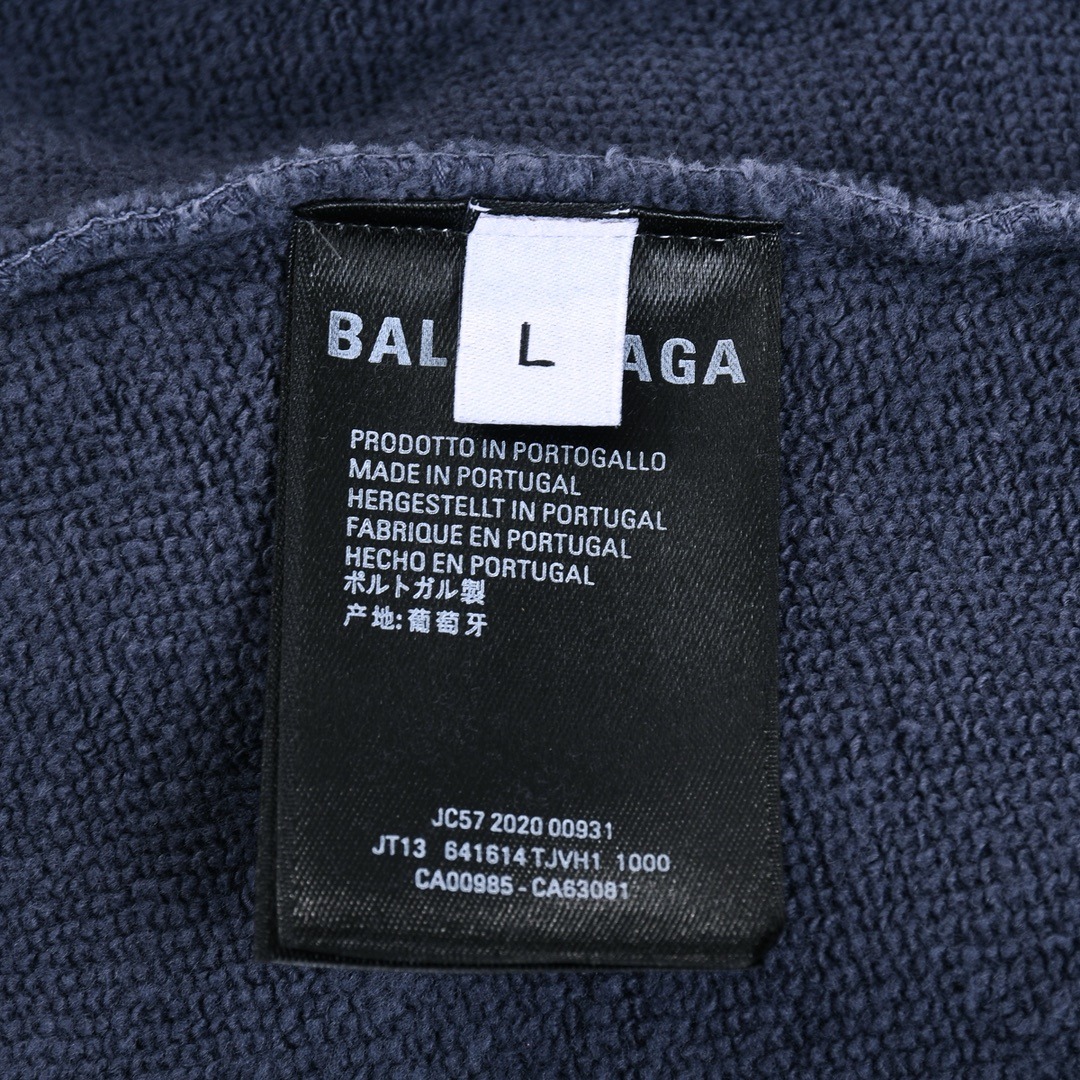 BAL AGA
L
PRODOTTO IN PORTOGALLO
MADE IN PORTUGAL
HERGESTELLT IN PORTUGAL
FABRIQUE EN PORTUGAL
HECHO EN PORTUGAL
ポルトガル製
产地:葡萄牙
JC57 2020 00931
JT13 641614 TJVH1 1000
CA00985 - CA63081